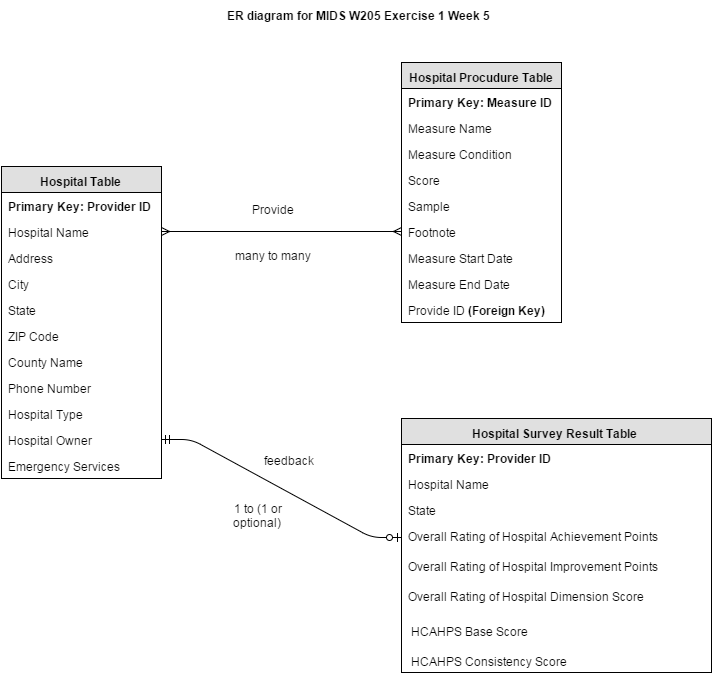 ER diagram for MIDS W205 Exercise 1 Week 5
Hospital Procudure Table
Primary Key: Measure ID
Measure Name
Measure Condition
Score
Sample
Footnote
Measure Start Date
Measure End Date
Provide ID (Foreign Key)
Hospital Table
Primary Key: Provider ID
Hospital Name
Address
City
State
ZIP Code
County Name
Phone Number
Hospital Type
Hospital Owner
Emergency Services
Provide
many to many
feedback
1 to (1 or
optional)
Hospital Survey Result Table
Primary Key: Provider ID
Hospital Name
State
Overall Rating of Hospital Achievement Points
Overall Rating of Hospital Improvement Points
Overall Rating of Hospital Dimension Score
HCAHPS Base Score
HCAHPS Consistency Score